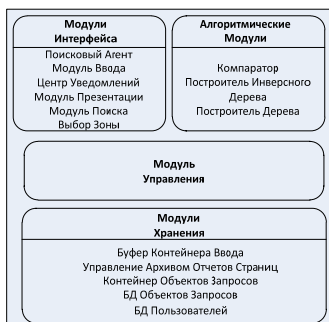 Модули
Интерфейса
Поисковый Агент
Модуль Ввода
Центр Уведомлений
Модуль Презентации
Модуль Поиска
Выбор Зоны
Алгоритмические
Модули
Компаратор
Построитель Инверсного
Дерева
Построитель Дерева
Модуль
Управления
Модули
Хранения
Буфер Контейнера Ввода
Управление Архивом Отчетов Страниц
Контейнер Объектов Запросов
БД Объектов Запросов
БД Пользователей